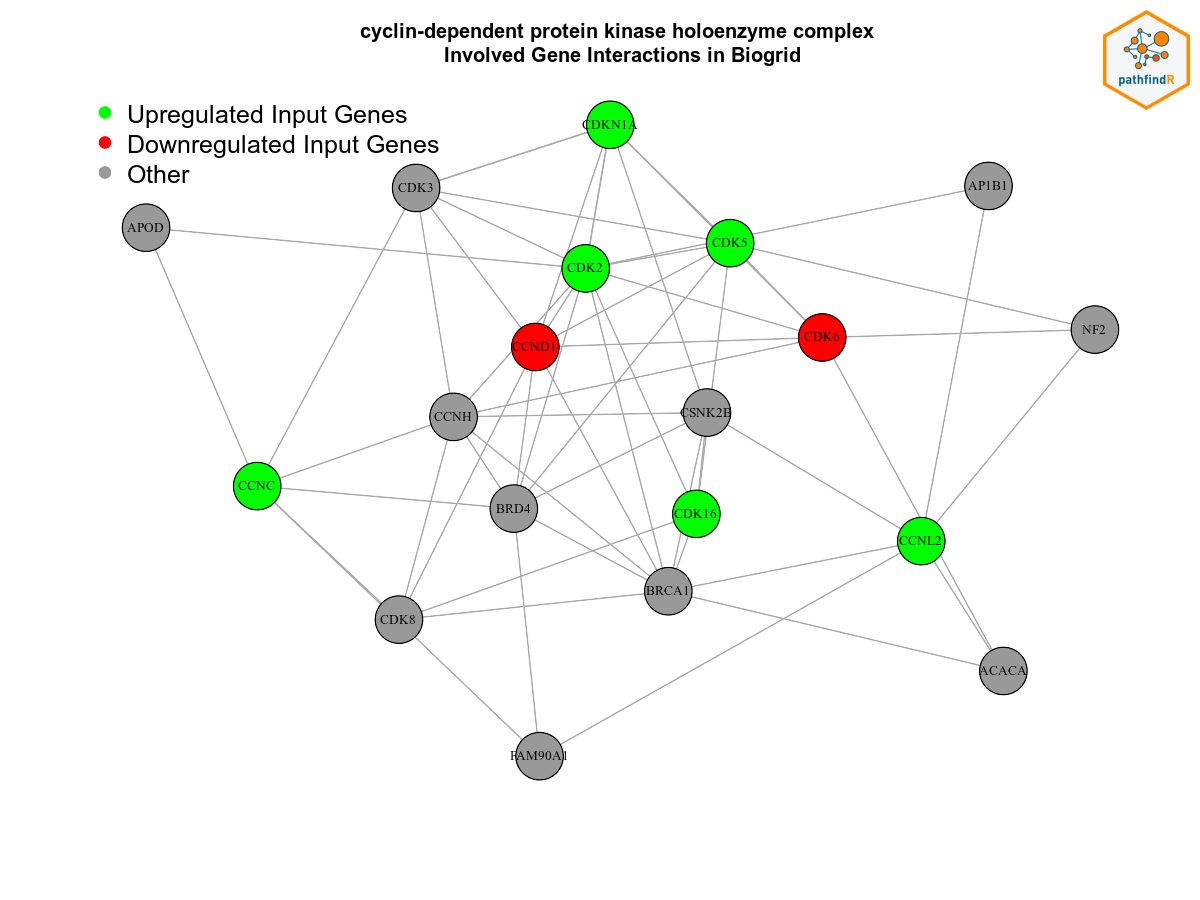 cyclin-dependent protein kinase holoenzyme complex
Involved Gene Interactions in Biogrid
pathfindR
Upregulated Input Genes
Downregulated Input Genes
Other
CDKN1A
CDK3
AP1B1
APOD
CDK5
CDK2
NF2
CDK6
CCND1
CSNK2B
CCNH
CCNC
BRD4
CDK16
CCNL2
BRCA1
CDK8
ACACA
FAM90A1